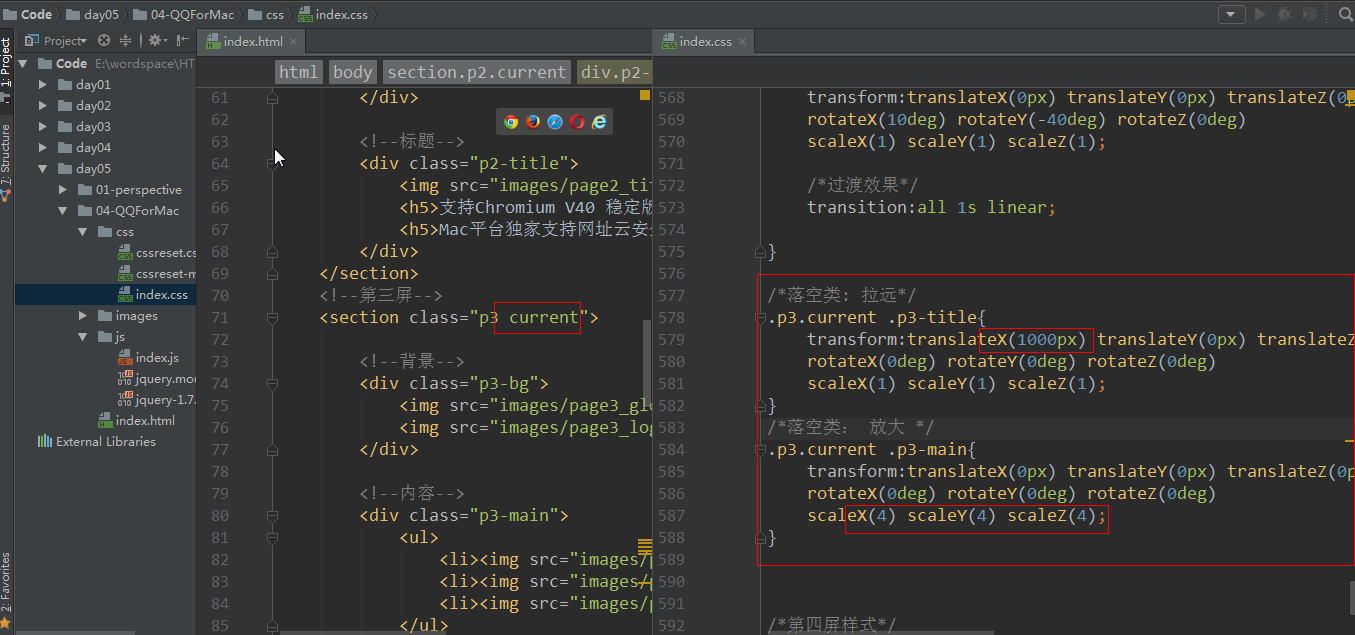 Code day05 04-QQForMac css index.css
1: Project
7: Structure
2: Favorites
Project
Code E:\wordspace\HT
day01
day02
day03
day04
day05
01-perspective
04-QQForMac
css
cssreset.cs
cssreset-m
index.css
images
js
index.js
jquery.mou
jquery-1.7.
index.html
External Libraries
index.html
html body section.p2.current div.p2-
61 </div>
62
63 <!--标题-->
64 <div class="p2-title">
65 <img src="images/page2_tit
66 <h5>支持Chromium V40 稳定版
67 <h5>Mac平台独家支持网址云安全
68 </div>
69 </section>
70 <!--第三屏-->
71 <section class="p3 current">
72
73 <!--背景-->
74 <div class="p3-bg">
75 <img src="images/page3_glo
76 <img src="images/page3_log
77 </div>
78
79 <!--内容-->
80 <div class="p3-main">
81 <ul>
82 <li><img src="images/p
83 <li><img src="images/p
84 <li><img src="images/p
85 </ul>
index.css
568 transform:translateX(0px) translateY(0px) translateZ(0p
569 rotateX(10deg) rotateY(-40deg) rotateZ(0deg)
570 scaleX(1) scaleY(1) scaleZ(1);
571
572 /*过渡效果*/
573 transition:all 1s linear;
574
575 }
576
577 /*落空类: 拉远*/
578 .p3.current .p3-title{
579 transform:translateX(1000px) translateY(0px) translateZ
580 rotateX(0deg) rotateY(0deg) rotateZ(0deg)
581 scaleX(1) scaleY(1) scaleZ(1);
582 }
583 /*落空类: 放大 */
584 .p3.current .p3-main{
585 transform:translateX(0px) translateY(0px) translateZ(0p
586 rotateX(0deg) rotateY(0deg) rotateZ(0deg)
587 scaleX(4) scaleY(4) scaleZ(4);
588 }
589
590
591
592 /*第四屏样式*/